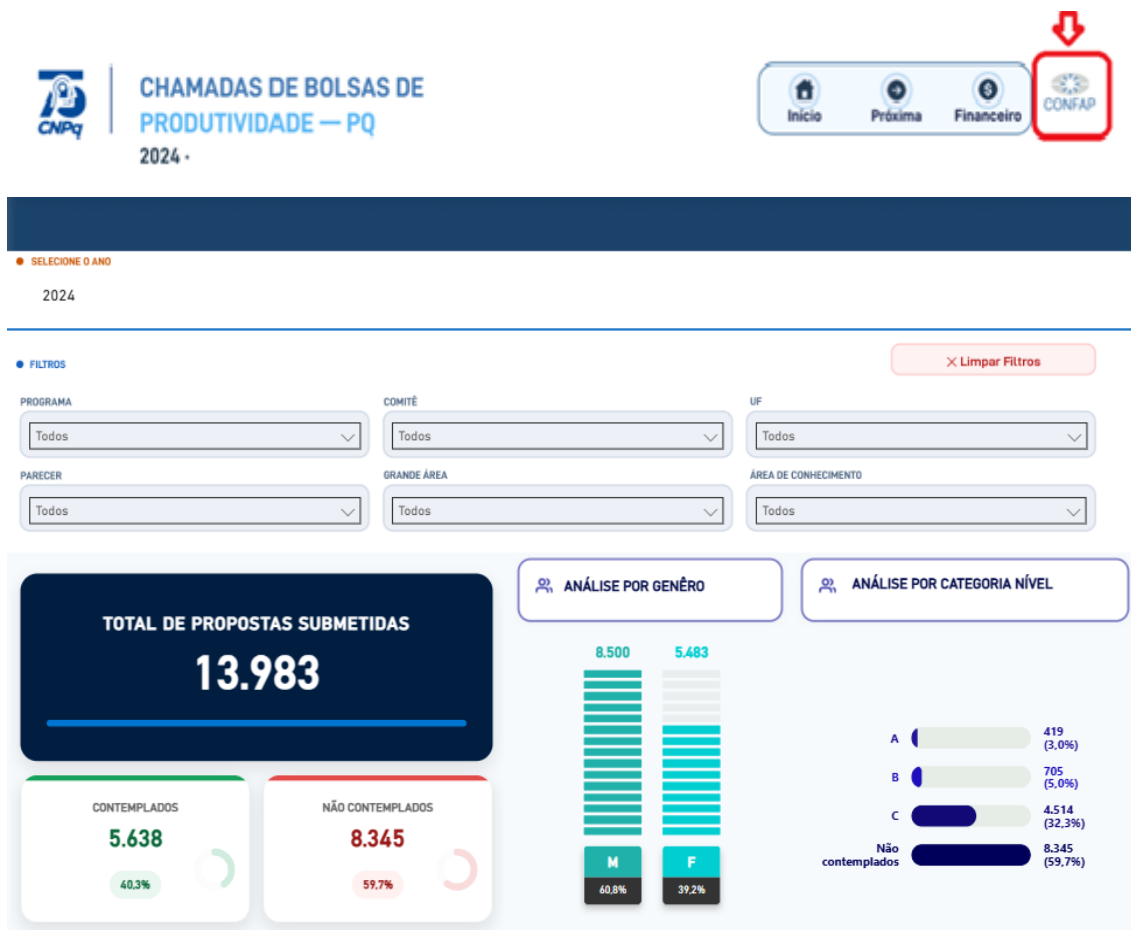 CNPq
CHAMADAS DE BOLSAS DE
PRODUTIVIDADE — PQ
2024 ·
Início
Próxima
Financeiro
CONFAP
SELECIONE O ANO
2024
FILTROS
Limpar Filtros
PROGRAMA
COMITÊ
UF
Todos
Todos
Todos
PARECER
GRANDE ÁREA
ÁREA DE CONHECIMENTO
Todos
Todos
Todos
TOTAL DE PROPOSTAS SUBMETIDAS
13.983
CONTEMPLADOS
5.638
40,3%
NÃO CONTEMPLADOS
8.345
59,7%
ANÁLISE POR GENÊRO
8.500
5.483
M
F
60,8%
39,2%
ANÁLISE POR CATEGORIA NÍVEL
A
419
(3,0%)
B
705
(5,0%)
C
4.514
(32,3%)
Não
contemplados
8.345
(59,7%)